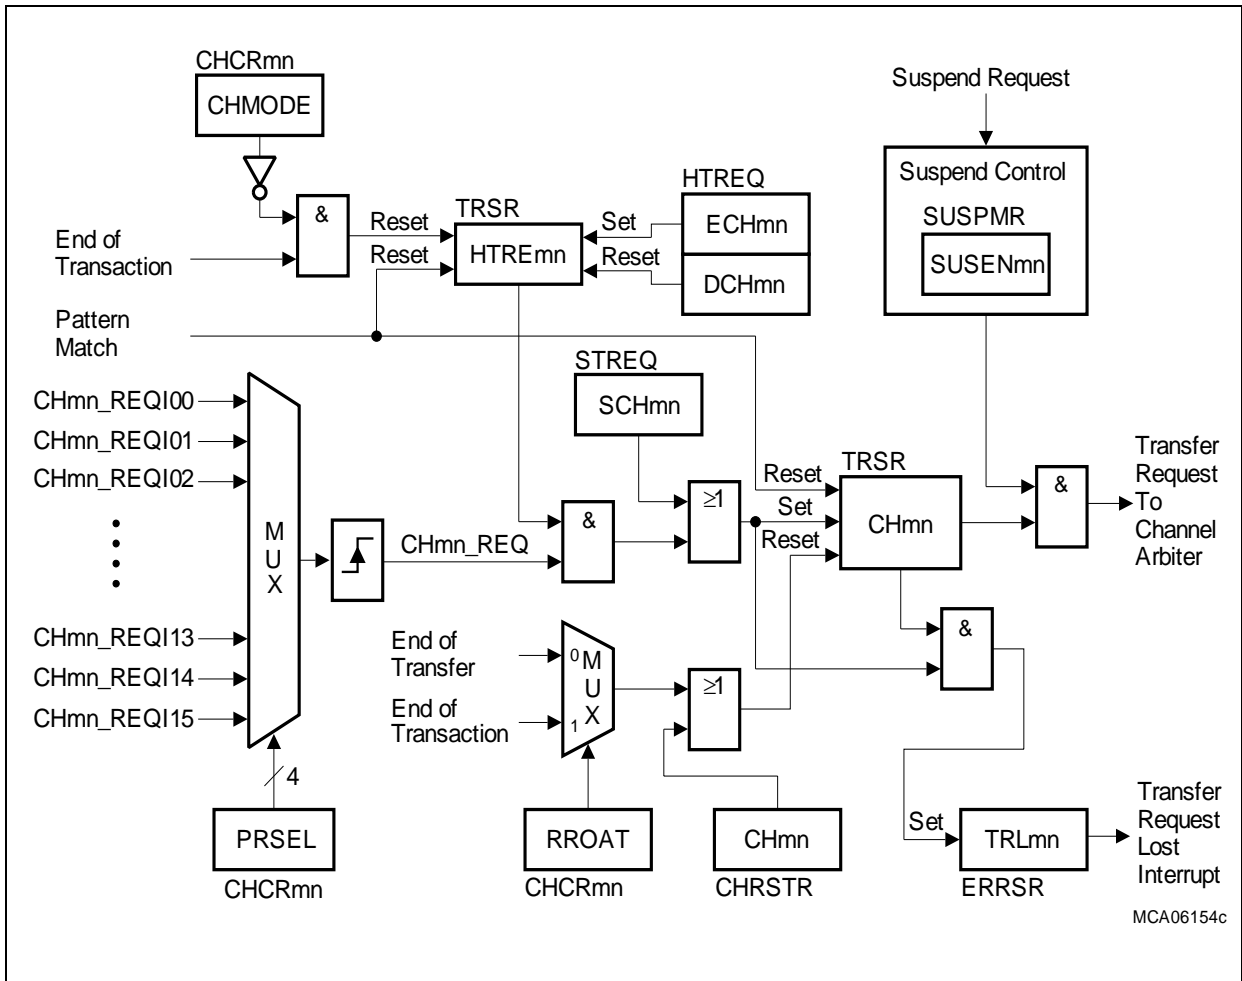 CHCRmn
CHMODE
Suspend Request
Suspend Control
SUSPMR
SUSENmn
HTREQ
ECHmn
DCHmn
TRSR
HTREmn
&
Reset
Reset
Set
Reset
End of
Transaction
Pattern
Match
STREQ
SCHmn
CHmn_REQI00
CHmn_REQI01
CHmn_REQI02
CHmn_REQI13
CHmn_REQI14
CHmn_REQI15
M
U
X
CHmn_REQ
&
≥1
Reset
Set
Reset
TRSR
CHmn
&
Transfer
Request
To
Channel
Arbiter
&
End of
Transfer
End of
Transaction
0
1
M
U
X
≥1
4
PRSEL
CHCRmn
RROAT
CHCRmn
CHmn
CHRSTR
Set
TRLmn
ERRSR
Transfer
Request
Lost
Interrupt
MCA06154c